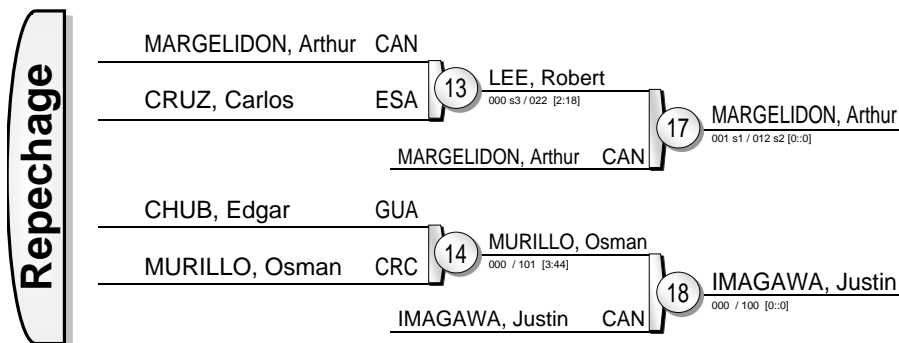 Repechage
MARGELIDON, Arthur CAN
CRUZ, Carlos ESA
13
LEE, Robert
000 s3 / 022 [2:18]
MARGELIDON, Arthur CAN
17
MARGELIDON, Arthur
001 s1 / 012 s2 [0::0]
CHUB, Edgar GUA
MURILLO, Osman CRC
14
MURILLO, Osman
000 / 101 [3:44]
IMAGAWA, Justin CAN
18
IMAGAWA, Justin
000 / 100 [0::0]